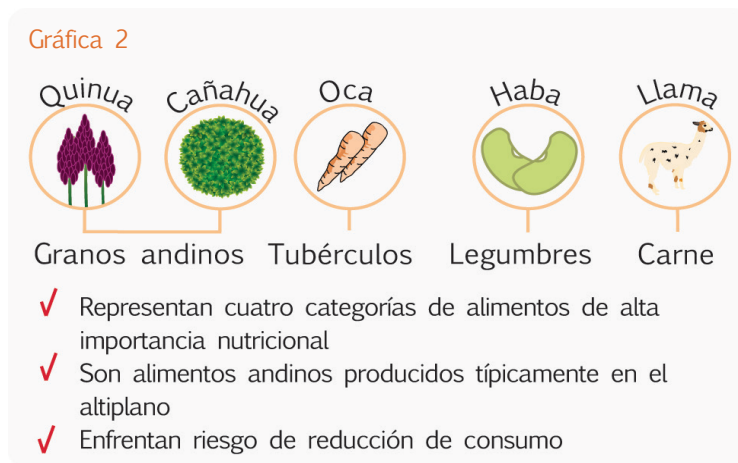 Gráfica 2
Quinua Cañahua Oca Haba Llama
Granos andinos Tubérculos Legumbres Carne
√ Representan cuatro categorías de alimentos de alta
importancia nutricional
√ Son alimentos andinos producidos típicamente en el
altiplano
√ Enfrentan riesgo de reducción de consumo